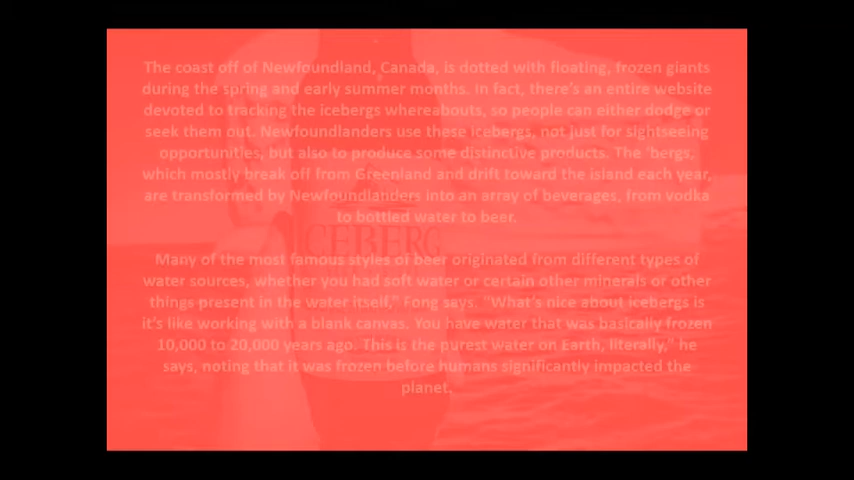 The coast off of Newfoundland, Canada, is dotted with floating, frozen giants
during the spring and early summer months. In fact, there's an entire website
devoted to tracking the icebergs whereabouts, so people can either dodge or
seek them out. Newfoundlanders use these icebergs, not just for sightseeing
opportunities, but also to produce some distinctive products. The 'bergs,
which mostly break off from Greenland and drift toward the island each year,
are transformed by Newfoundlanders into an array of beverages, from vodka
to bottled water to beer.
ICEBERG
Many of the most famous styles of beer originated from different types of
water sources, whether you had soft water or certain other minerals or other
things present in the water itself," Fong says. "What's nice about icebergs is
it's like working with a blank canvas. You have water that was basically frozen
10,000 to 20,000 years ago. This is the purest water on Earth, literally," he
says, noting that it was frozen before humans significantly impacted the
planet.